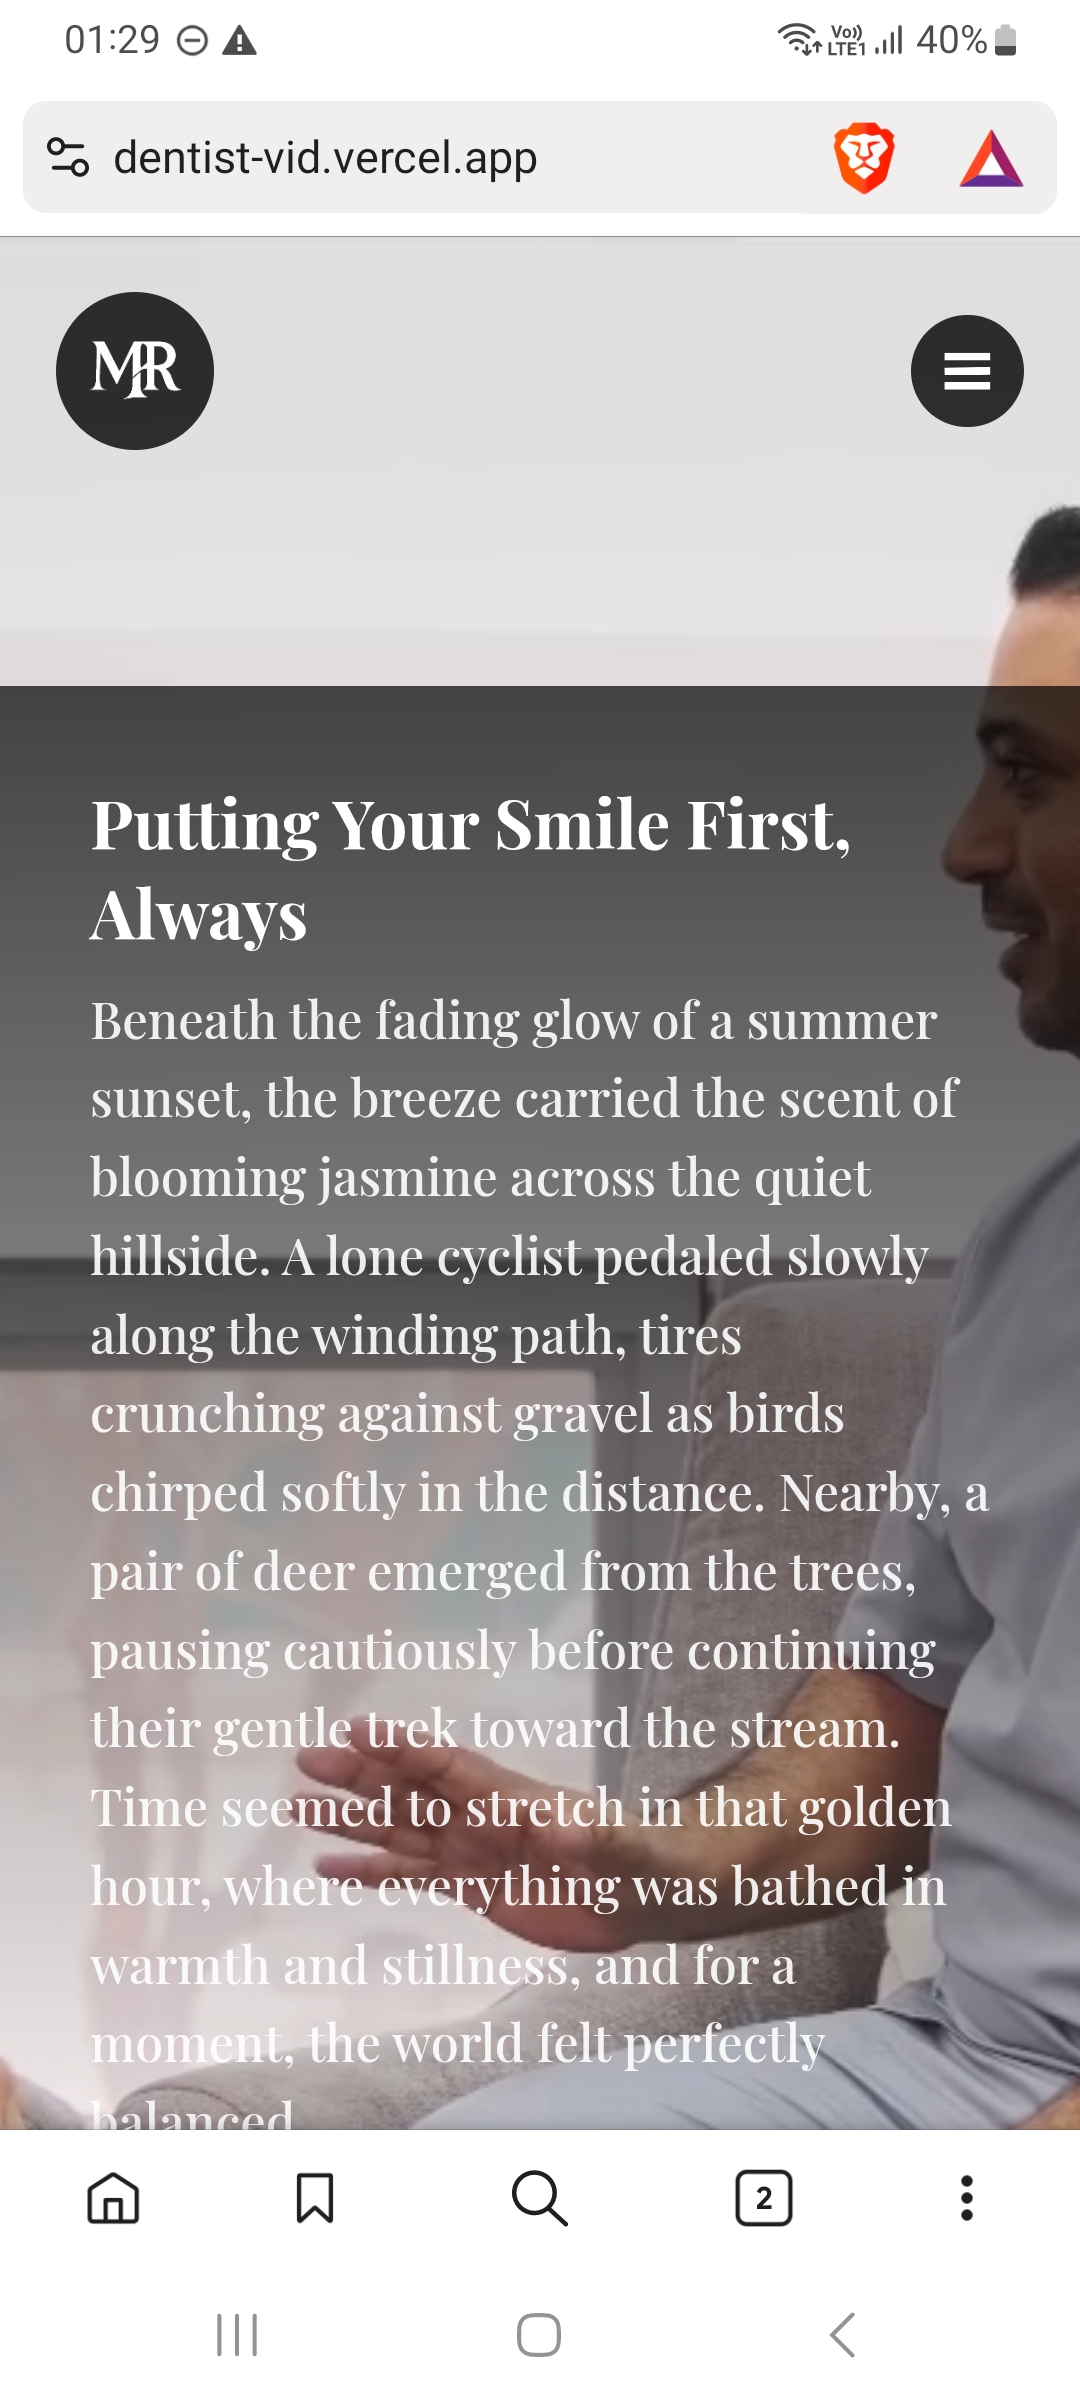 01:29
Vo)) LTE1 40%
dentist-vid.vercel.app
MR
Putting Your Smile First,
Always
Beneath the fading glow of a summer
sunset, the breeze carried the scent of
blooming jasmine across the quiet
hillside. A lone cyclist pedaled slowly
along the winding path, tires
crunching against gravel as birds
chirped softly in the distance. Nearby, a
pair of deer emerged from the trees,
pausing cautiously before continuing
their gentle trek toward the stream.
Time seemed to stretch in that golden
hour, where everything was bathed in
warmth and stillness, and for a
moment, the world felt perfectly
balanced
2